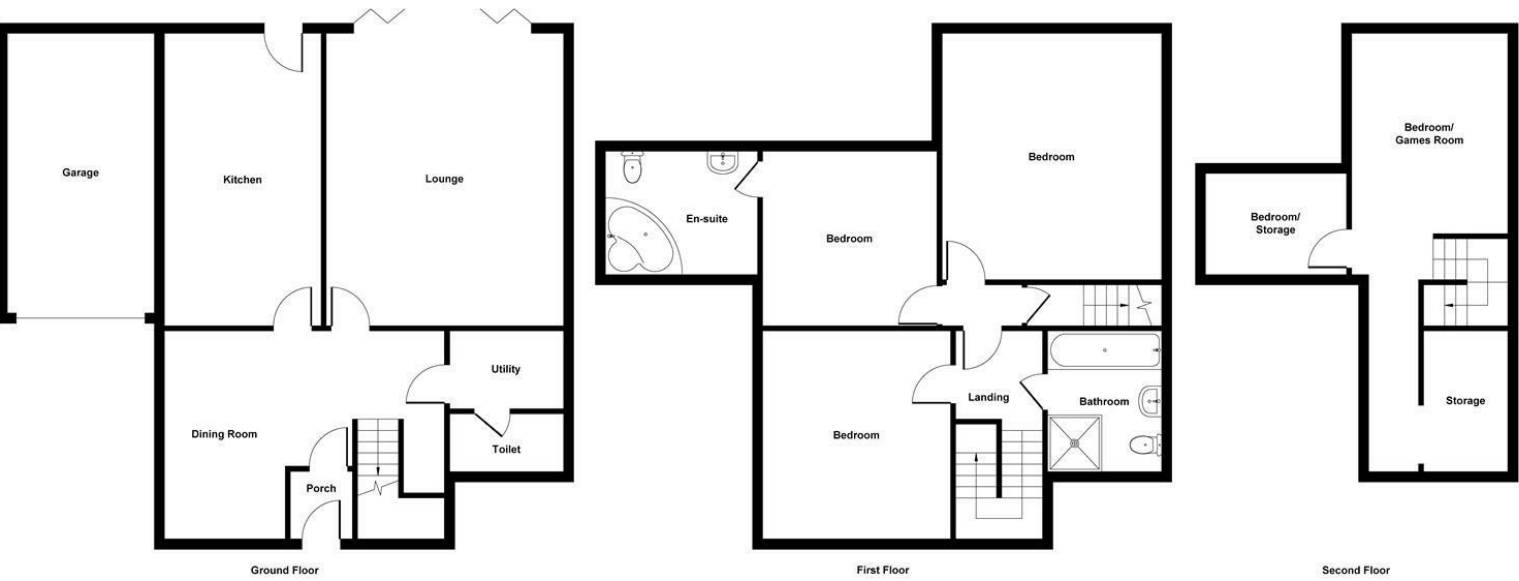 Garage
Kitchen
Lounge
Utility
Dining Room
Toilet
Porch
Ground Floor
En-suite
Bedroom
Bedroom
Landing
Bathroom
Bedroom
First Floor
Bedroom/
Games Room
Bedroom/
Storage
Storage
Second Floor